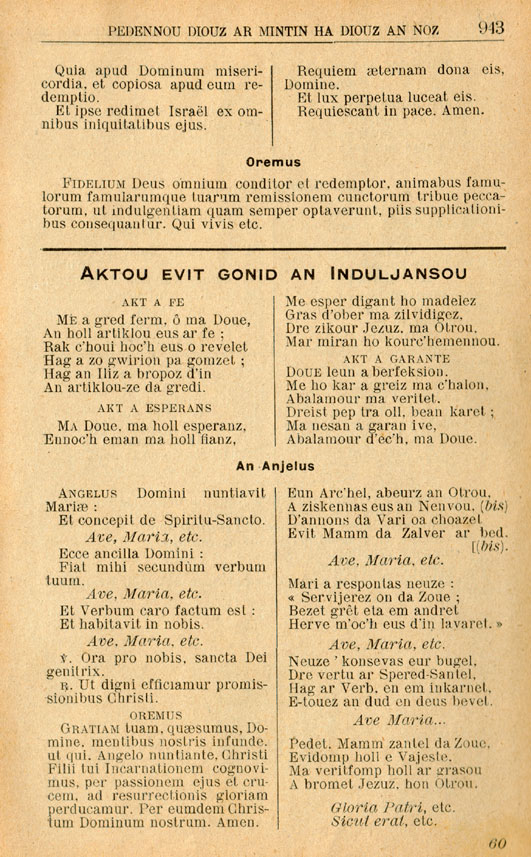 PEDENNOU DIOUZ AR MINTIN HA DIOUZ AN NOZ 943
Quia apud Dominum miseri-
cordia, et copiosa apud eum re-
demptio.
Et ipse redimet Israël ex om-
nibus iniquitatibus ejus.
Requiem æternam dona eis,
Domine.
Et lux perpetua luceat eis.
Requiescant in pace. Amen.
Oremus
FIDELIUM Deus omnium conditor et redemptor, animabus famu-
lorum famularumque tuarum remissionem cunctorum tribue pecca-
torum, ut indulgentiam quam semper optaverunt, piis supplicationi-
bus consequantur. Qui vivis etc.
AKTOU EVIT GONID AN INDULJANSOU
AKT A FE
ME a gred ferm, ô ma Doue,
An holl artiklou eus ar fe ;
Rak c'houi hoc'h eus o revelet
Hag a zo gwirion pa gomzet ;
Hag an Iliz a bropoz d'in
An artiklou-ze da gredi.
AKT A ESPERANS
MA Doue, ma holl esperanz,
Ennoc'h eman ma holl fianz,
Me esper digant ho madelez
Gras d'ober ma zilvidigez,
Dre zikour Jezuz, ma Otrou,
Mar miran ho kourc'hemennou.
AKT A GARANTE
DOUE leun a berfeksion.
Me ho kar a greiz ma c'halon,
Abalamour ma veritet.
Dreist pep tra oll, bean karet ;
Ma nesan a garan ive,
Abalamour d'éc'h, ma Doue.
An Anjelus
ANGELUS Domini nuntiavit
Mariæ :
Et concepit de Spiritu-Sancto.
Ave, Maria, etc.
Ecce ancilla Domini :
Fiat mihi secundùm verbum
tuum.
Ave, Maria, etc.
Et Verbum caro factum est :
Et habitavit in nobis.
Ave, Maria, etc.
℣. Ora pro nobis, sancta Dei
genitrix.
℟. Ut digni efficiamur promis-
sionibus Christi.
OREMUS
GRATIAM tuam, quæsumus, Do-
mine, mentibus nostris infunde,
ut qui, Angelo nuntiante, Christi
Filii tui Incarnationem cognovi-
mus, per passionem ejus et cru-
cem, ad resurrectionis gloriam
perducamur. Per eumdem Chris-
tum Dominum nostrum. Amen.
Eun Arc'hel, abeurz an Otrou,
A ziskennas eus an Nenvou, (bis)
D'annons da Vari oa choazet
Evit Mamm da Zalver ar bed.
[(bis).
Ave, Maria, etc.
Mari a respontas neuze :
« Servijerez on da Zoue ;
Bezet grêt eta em andret
Herve m'oc'h eus d'in lavaret. »
Ave, Maria, etc.
Neuze ' konsevas eur bugel,
Dre vertu ar Spered-Santel,
Hag ar Verb, en em inkarnet,
E-touez an dud en deus bevet.
Ave Maria...
Pedet, Mamm zantel da Zoue,
Evidomp holl e Vajeste,
Ma veritfomp holl ar grasou
A bromet Jezuz, hon Otrou.
Gloria Patri, etc.
Sicut erat, etc.
60